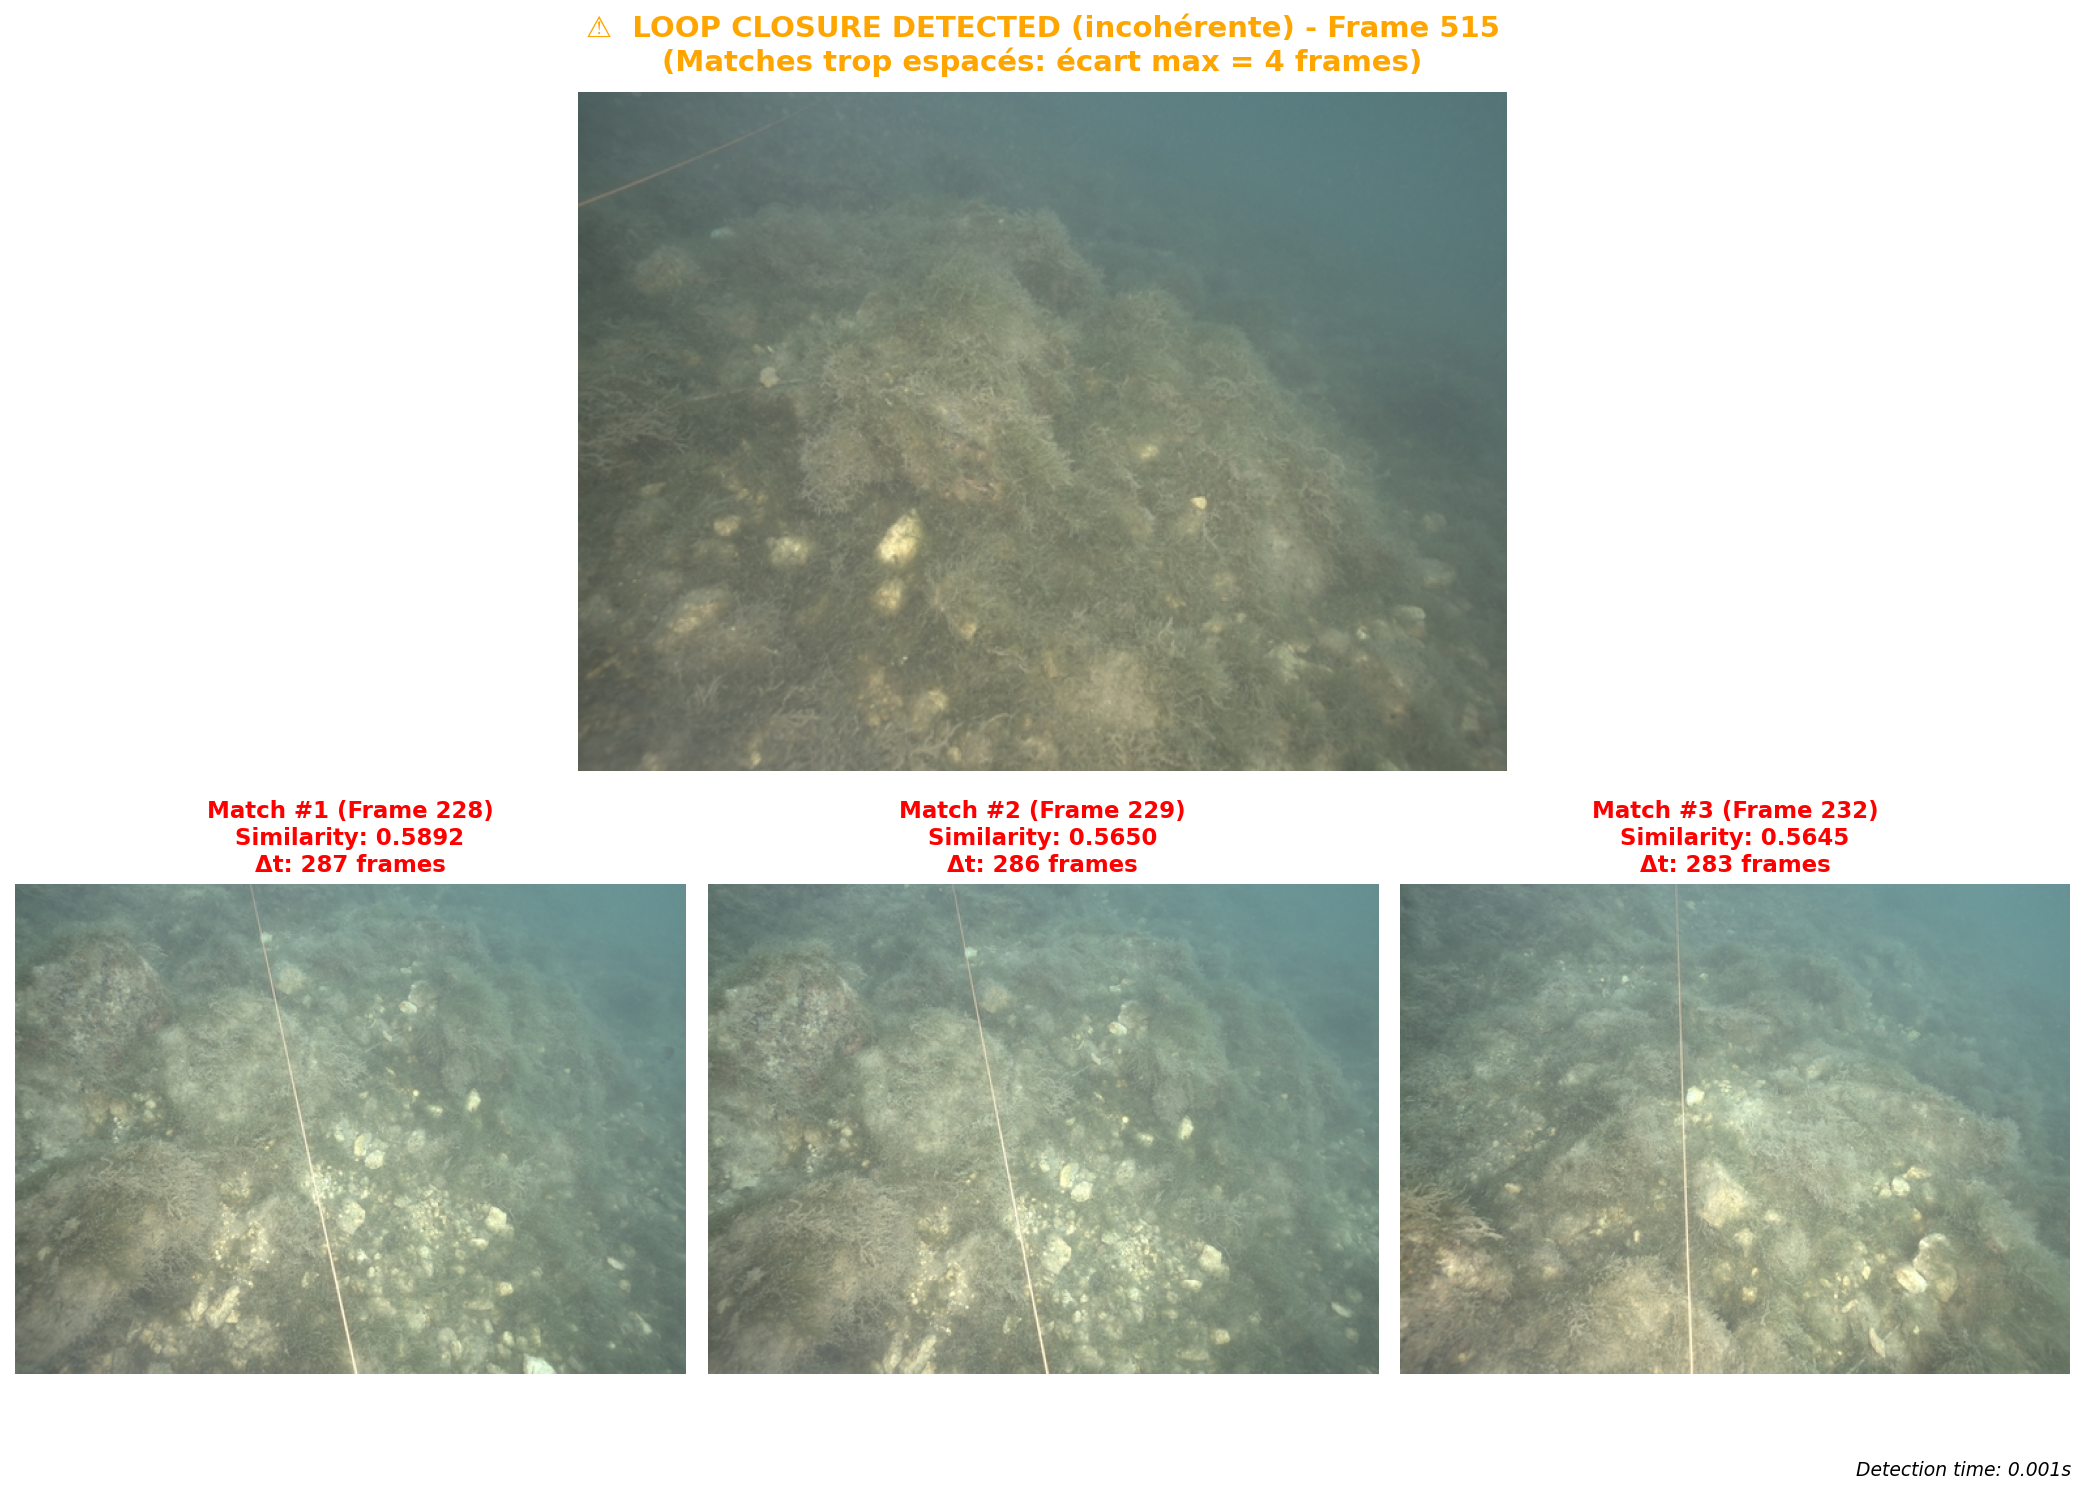 ⚠ LOOP CLOSURE DETECTED (incohérente) - Frame 515
(Matches trop espacés: écart max = 4 frames)
Match #1 (Frame 228)
Similarity: 0.5892
Δt: 287 frames
Match #2 (Frame 229)
Similarity: 0.5650
Δt: 286 frames
Match #3 (Frame 232)
Similarity: 0.5645
Δt: 283 frames
Detection time: 0.001s